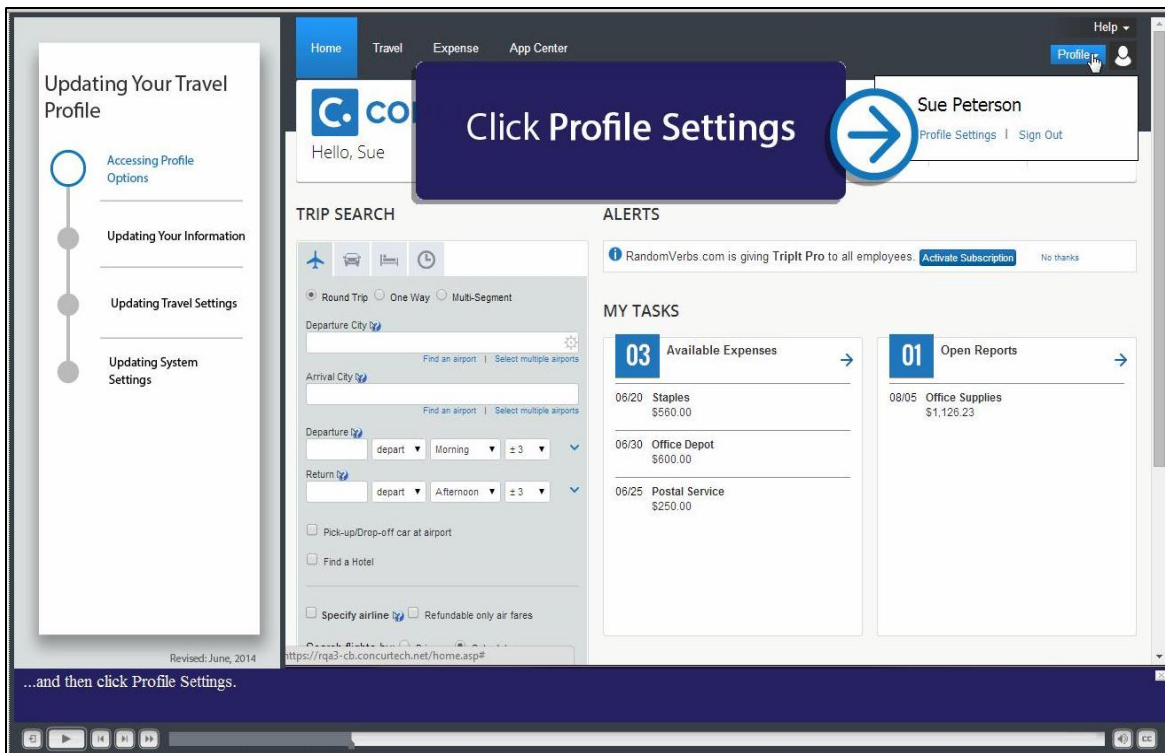 Updating Your Travel
Profile
Accessing Profile
Options
Updating Your Information
Updating Travel Settings
Updating System
Settings
Revised: June, 2014
Home Travel Expense App Center
Help
Profile
C.
Hello, Sue
Click Profile Settings
Sue Peterson
Profile Settings | Sign Out
TRIP SEARCH
Round Trip One Way Multi-Segment
Departure City
Find an airport | Select multiple airports
Arrival City
Find an airport | Select multiple airports
Departure
depart Morning ± 3
Return
depart Afternoon ± 3
Pick-up/Drop-off car at airport
Find a Hotel
Specify airline Refundable only air fares
https://rqa3-cb.concurtech.net/home.asp#
ALERTS
RandomVerbs.com is giving TripIt Pro to all employees. Activate Subscription No thanks
MY TASKS
03 Available Expenses
06/20 Staples
$560.00
06/30 Office Depot
$600.00
06/25 Postal Service
$250.00
01 Open Reports
08/05 Office Supplies
$1,126.23
...and then click Profile Settings.
CC